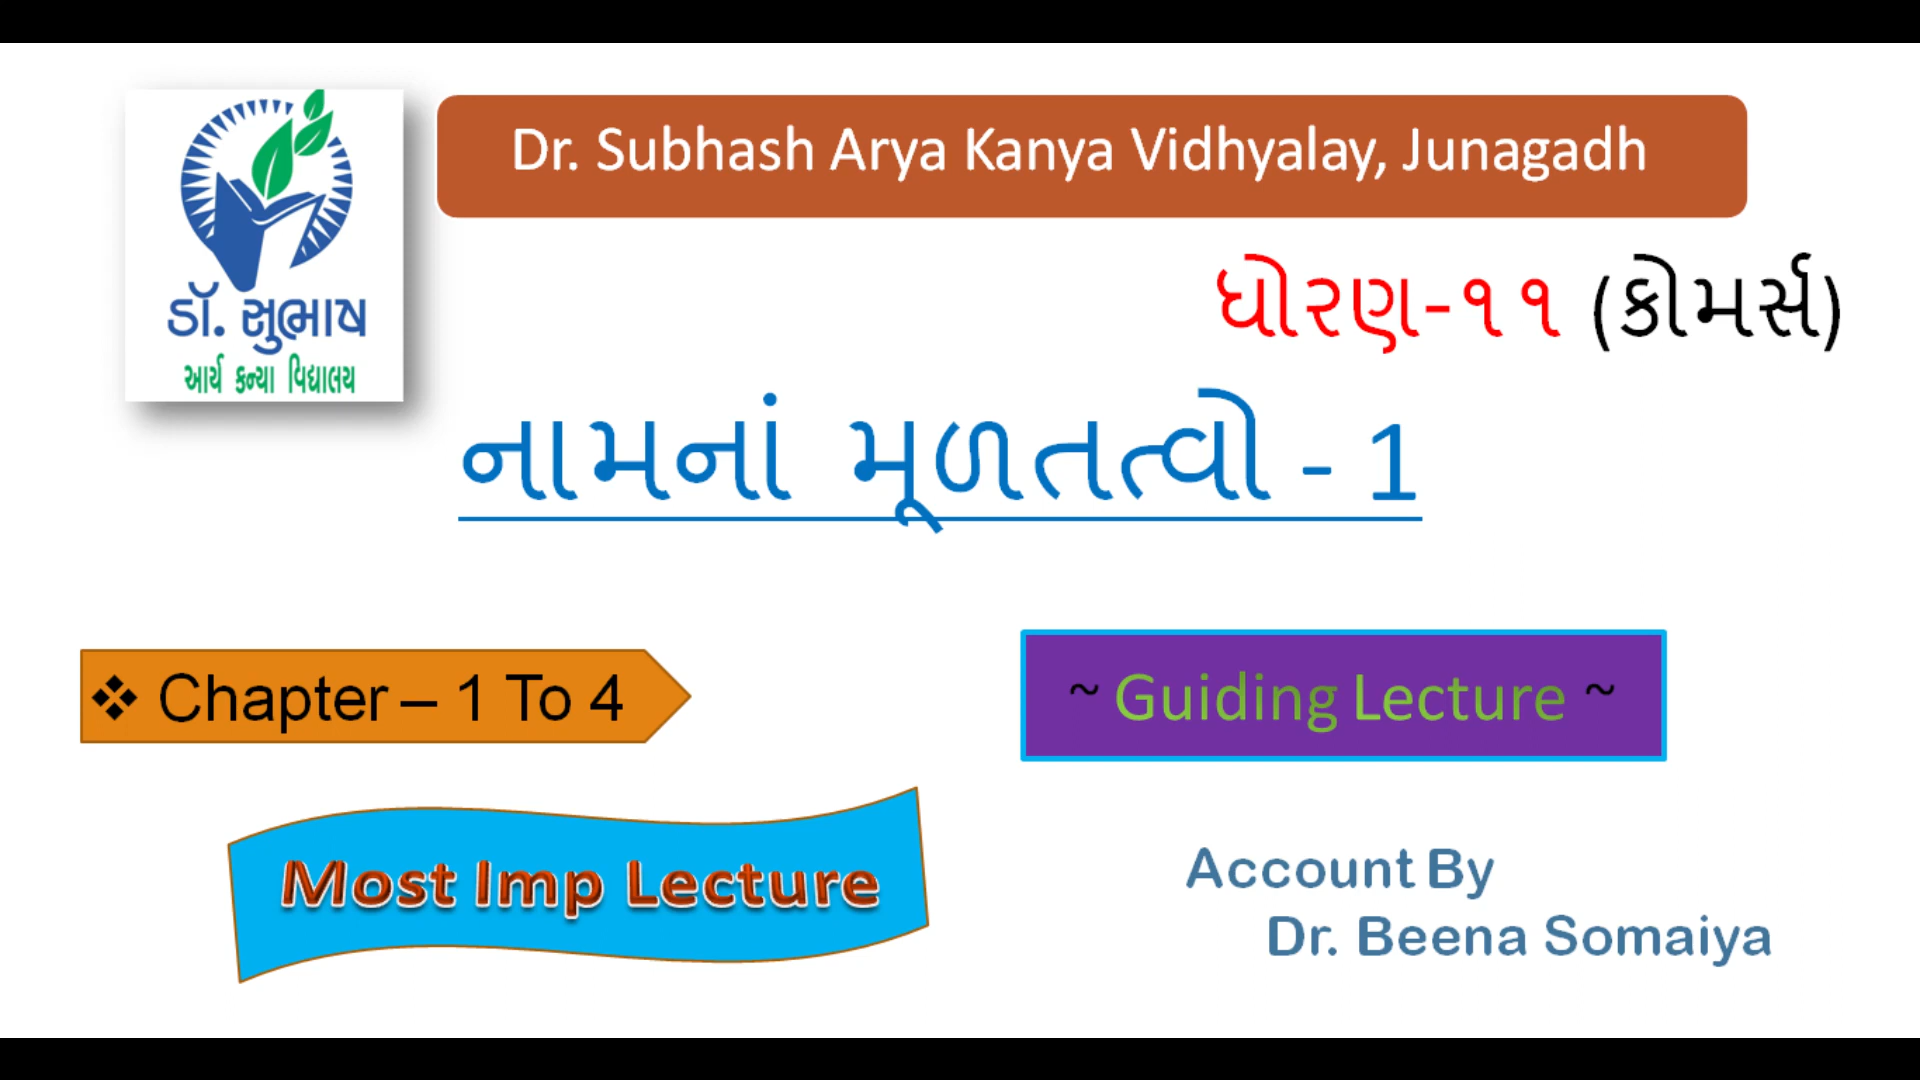 Dr. Subhash Arya Kanya Vidhyalay, Junagadh
ડૉ. સુભાષ
આર્ય કન્યા વિદ્યાલય
ધોરણ-૧૧ (કોમર્સ)
નામનાં મૂળતત્વો - 1
❖ Chapter – 1 To 4
~ Guiding Lecture ~
Most Imp Lecture
Account By
Dr. Beena Somaiya